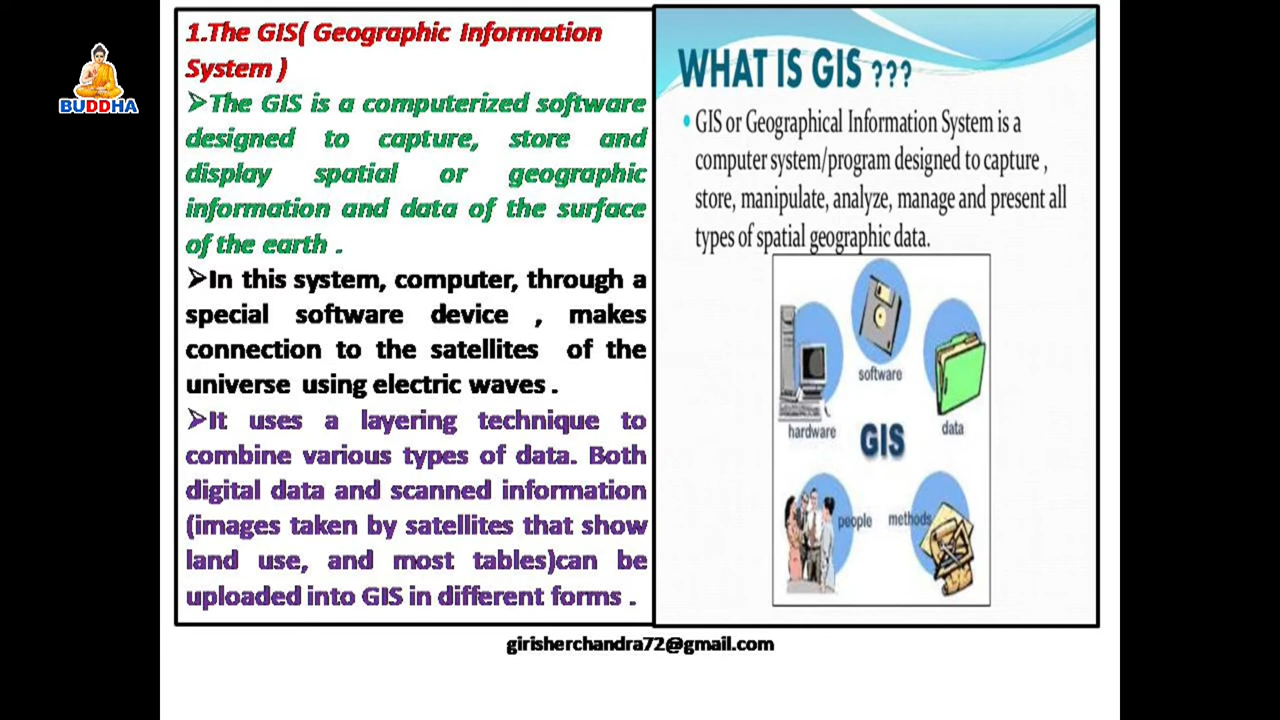 BUDDHA
1.The GIS( Geographic Information
System )
➢The GIS is a computerized software
designed to capture, store and
display spatial or geographic
information and data of the surface
of the earth .
➢In this system, computer, through a
special software device , makes
connection to the satellites of the
universe using electric waves .
➢It uses a layering technique to
combine various types of data. Both
digital data and scanned information
(images taken by satellites that show
land use, and most tables)can be
uploaded into GIS in different forms .
WHAT IS GIS ???
• GIS or Geographical Information System is a
computer system/program designed to capture ,
store, manipulate, analyze, manage and present all
types of spatial geographic data.
software
hardware
GIS
data
people
methods
girisherchandra72@gmail.com